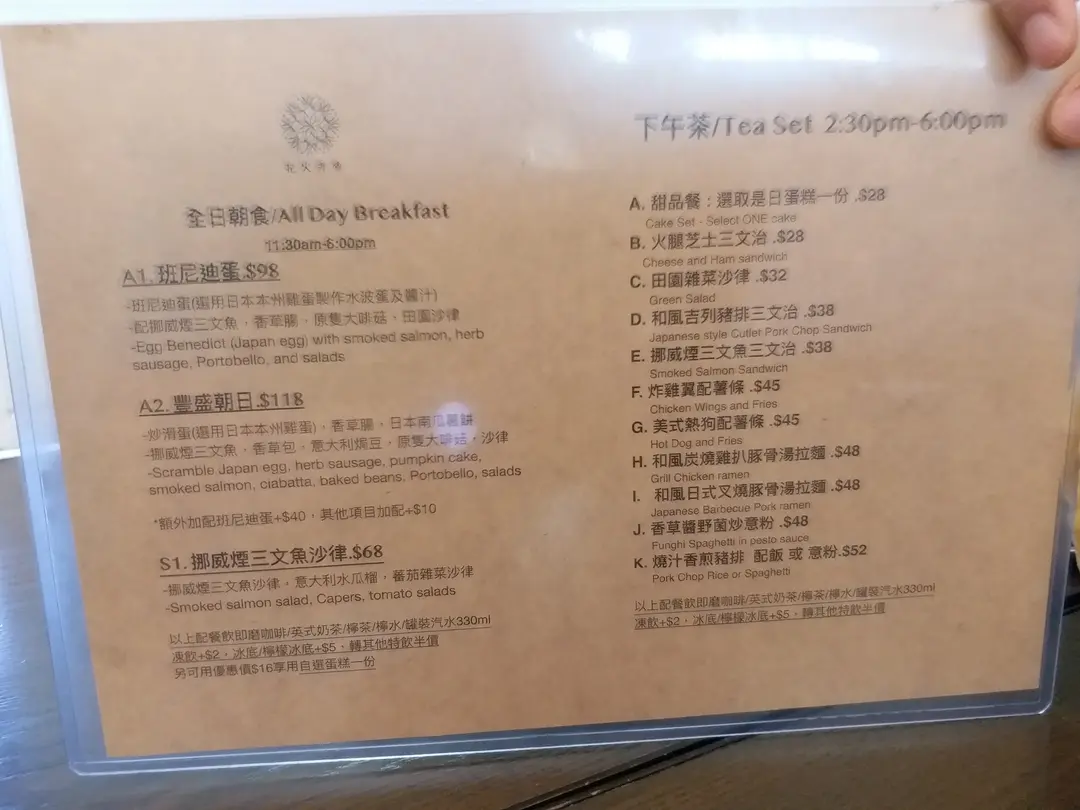 全日朝食/All Day Breakfast
11:30am-6:00pm
A1. 班尼迪蛋.$98
-班尼迪蛋(選用日本本州雞蛋製作水波蛋及醬汁)
-配挪威煙三文魚，香草腸，原隻大啡菇，田園沙律
-Egg Benedict (Japan egg) with smoked salmon, herb
sausage, Portobello, and salads
A2. 豐盛朝日.$118
-炒滑蛋(選用日本本州雞蛋)，香草腸，日本南瓜薯餅
-挪威煙三文魚，香草包，意大利焗豆，原隻大啡菇，沙律
-Scramble Japan egg, herb sausage, pumpkin cake,
smoked salmon, ciabatta, baked beans, Portobello, salads
*額外加配班尼迪蛋+$40，其他項目加配+$10
S1. 挪威煙三文魚沙律.$68
-挪威煙三文魚沙律，意大利水瓜榴，蕃茄雜菜沙律
-Smoked salmon salad, Capers, tomato salads
以上配餐飲即磨咖啡/英式奶茶/檸茶/檸水/罐裝汽水330ml
凍飲+$2，冰底/檸檬冰底+$5，轉其他特飲半價
另可用優惠價$16享用自選蛋糕一份
下午茶/Tea Set 2:30pm-6:00pm
A. 甜品餐：選取是日蛋糕一份 .$28
Cake Set - Select ONE cake
B. 火腿芝士三文治 .$28
Cheese and Ham sandwich
C. 田園雜菜沙律 .$32
Green Salad
D. 和風吉列豬排三文治 .$38
Japanese style Cutlet Pork Chop Sandwich
E. 挪威煙三文魚三文治 .$38
Smoked Salmon Sandwich
F. 炸雞翼配薯條 .$45
Chicken Wings and Fries
G. 美式熱狗配薯條 .$45
Hot Dog and Fries
H. 和風炭燒雞扒豚骨湯拉麵 .$48
Grill Chicken ramen
I. 和風日式叉燒豚骨湯拉麵 .$48
Japanese Barbecue Pork ramen
J. 香草醬野菌炒意粉 .$48
Funghi Spaghetti in pesto sauce
K. 燒汁香煎豬排 配飯 或 意粉.$52
Pork Chop Rice or Spaghetti
以上配餐飲即磨咖啡/英式奶茶/檸茶/檸水/罐裝汽水330ml
凍飲+$2，冰底/檸檬冰底+$5，轉其他特飲半價